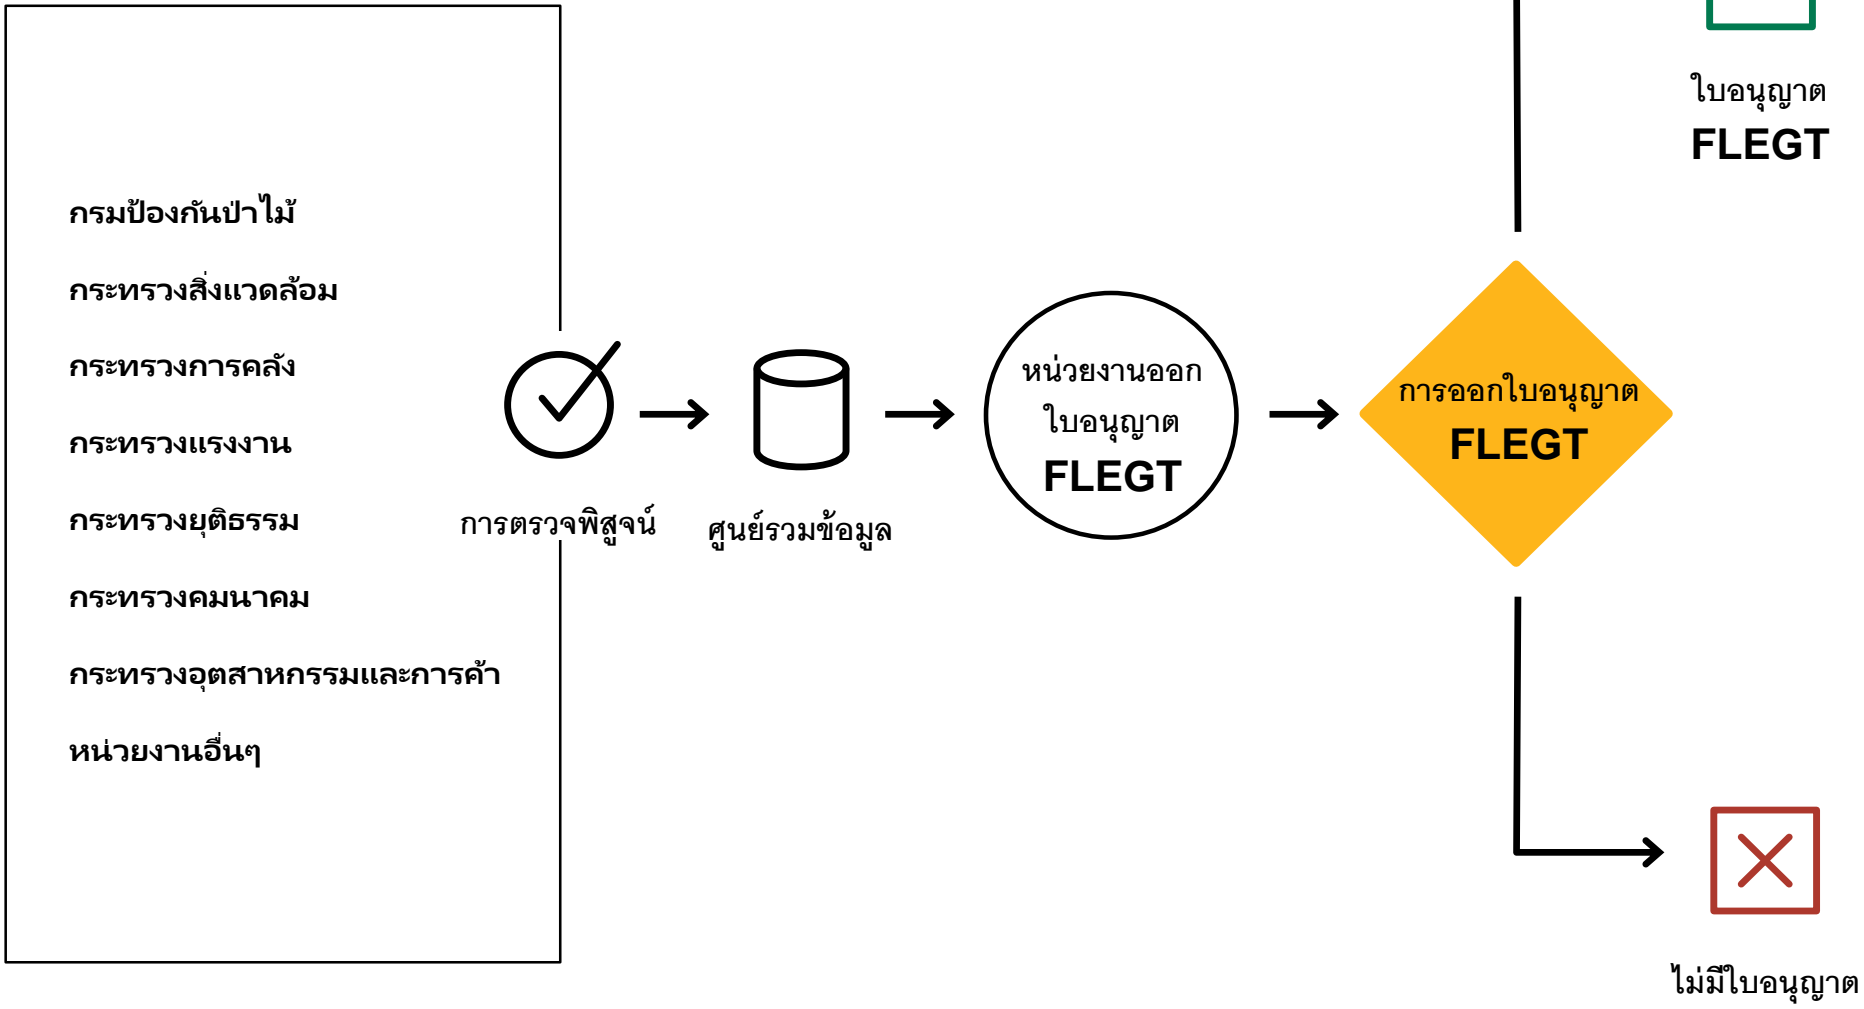 กรมป้องกันป่าไม้
กระทรวงสิ่งแวดล้อม
กระทรวงการคลัง
กระทรวงแรงงาน
กระทรวงยุติธรรม
กระทรวงคมนาคม
กระทรวงอุตสาหกรรมและการค้า
หน่วยงานอื่นๆ
การตรวจพิสูจน์
ศูนย์รวมข้อมูล
หน่วยงานออก
ใบอนุญาต
FLEGT
การออกใบอนุญาต
FLEGT
ใบอนุญาต
FLEGT
ไม่มีใบอนุญาต